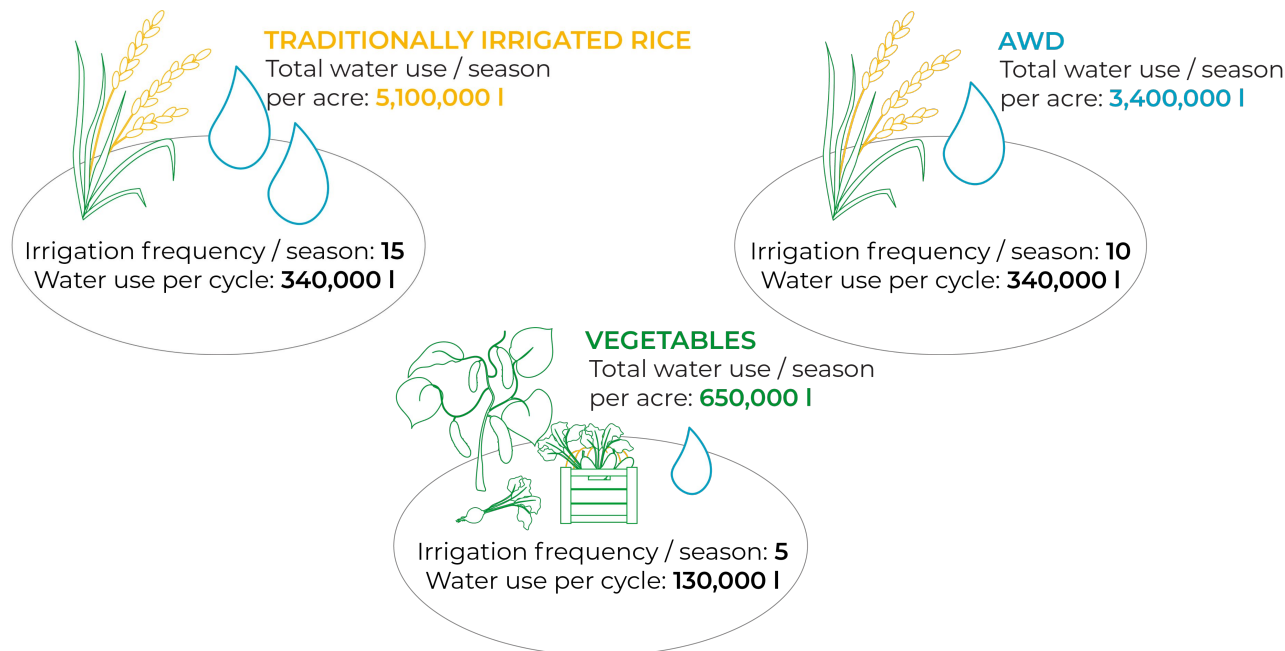 TRADITIONALLY IRRIGATED RICE
Total water use / season
per acre: 5,100,000 l
Irrigation frequency / season: 15
Water use per cycle: 340,000 l
AWD
Total water use / season
per acre: 3,400,000 l
Irrigation frequency / season: 10
Water use per cycle: 340,000 l
VEGETABLES
Total water use / season
per acre: 650,000 l
Irrigation frequency / season: 5
Water use per cycle: 130,000 l